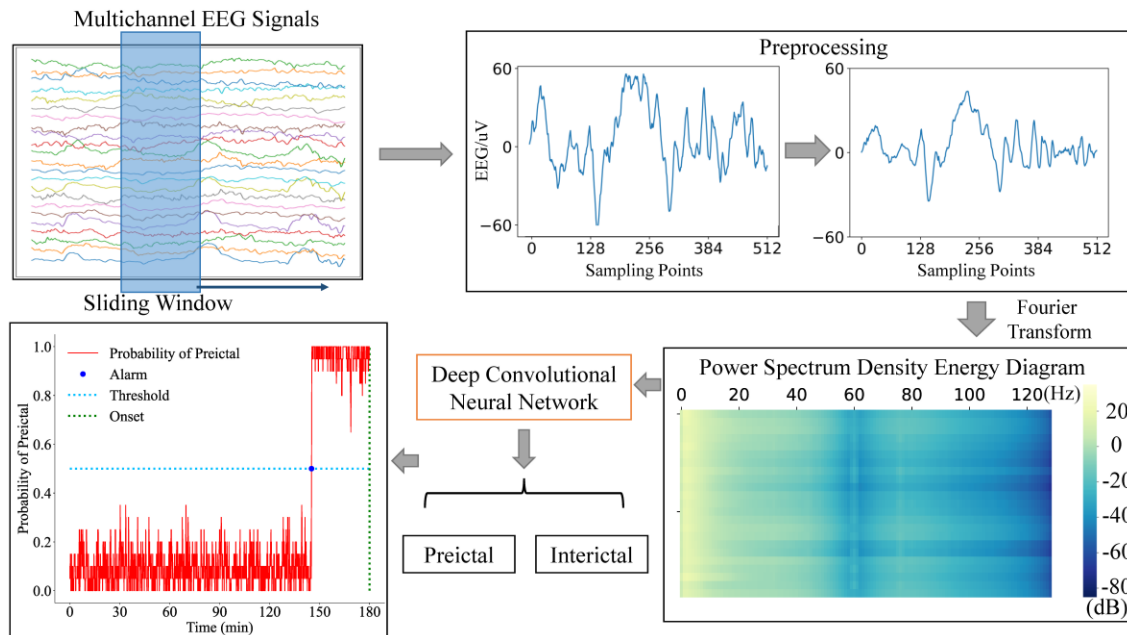 Multichannel EEG Signals
Sliding Window
Preprocessing
60
0
−60
EEG/uV
0 128 256 384 512
Sampling Points
60
0
−60
0 128 256 384 512
Sampling Points
Fourier
Transform
Power Spectrum Density Energy Diagram
0 20 40 60 80 100 120 (Hz)
20
0
-20
-40
-60
-80
(dB)
Deep Convolutional
Neural Network
Preictal
Interictal
Probability of Preictal
1.0
0.8
0.6
0.4
0.2
0.0
Probability of Preictal
Alarm
Threshold
Onset
0 30 60 90 120 150 180
Time (min)